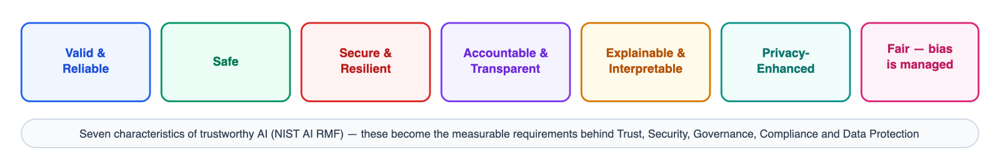 Valid &
Reliable
Safe
Secure &
Resilient
Accountable &
Transparent
Explainable &
Interpretable
Privacy-
Enhanced
Fair — bias
is managed
Seven characteristics of trustworthy AI (NIST AI RMF) — these become the measurable requirements behind Trust, Security, Governance, Compliance and Data Protection